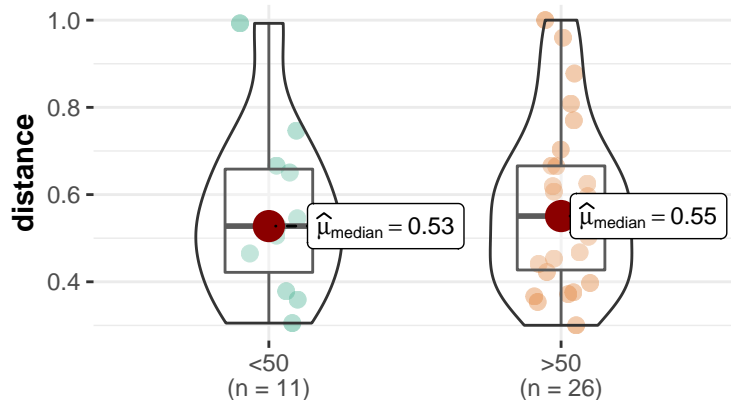 distance
1.0
0.8
0.6
0.4
μ̂median = 0.53
μ̂median = 0.55
<50
(n = 11)
>50
(n = 26)